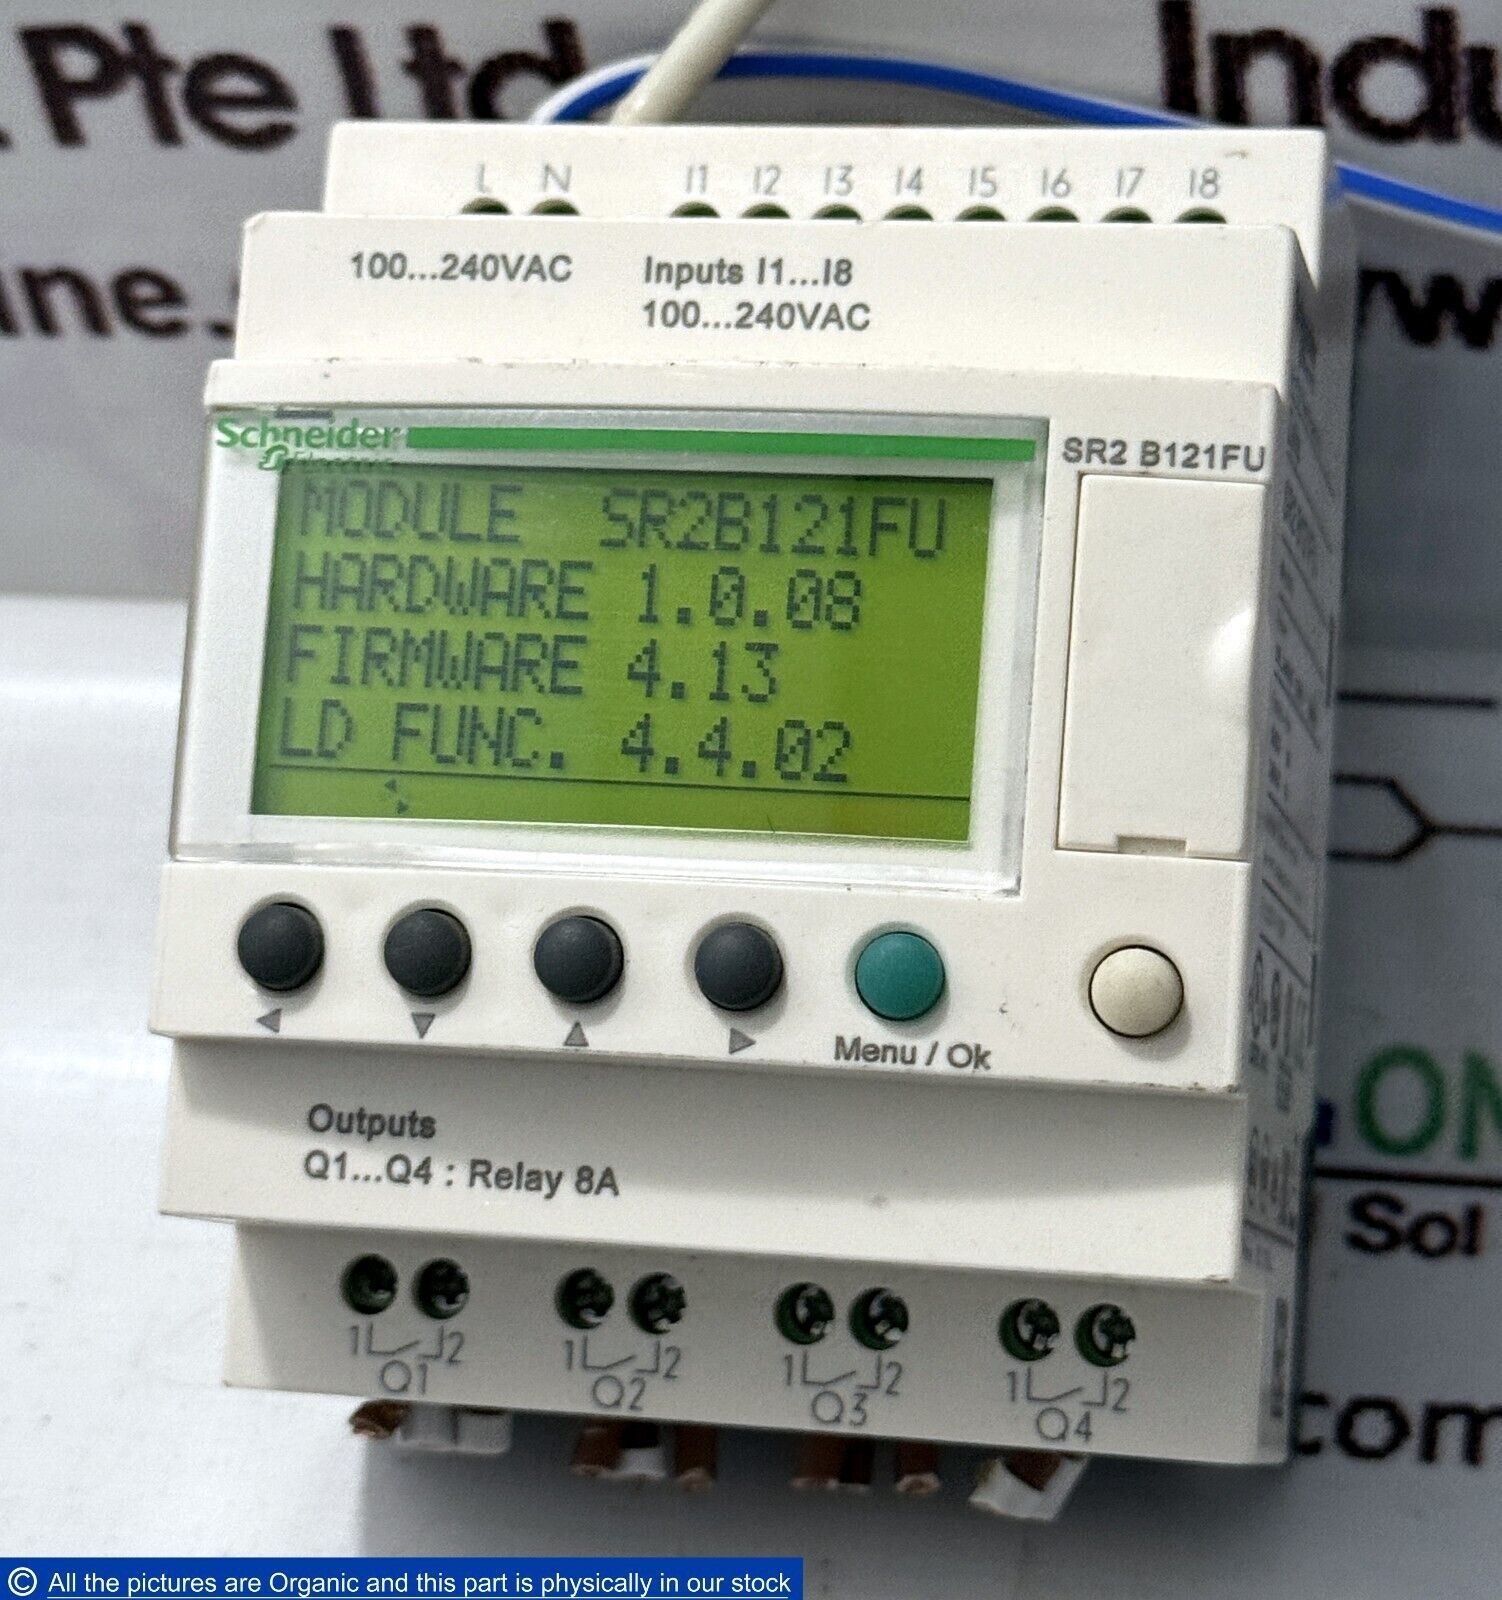 Pte Ltd
Indu
L N I1 I2 I3 I4 I5 I6 I7 I8
100...240VAC Inputs I1...I8
100...240VAC
Schneider
Electric
SR2 B121FU
MODULE SR2B121FU
HARDWARE 1.0.08
FIRMWARE 4.13
LD FUNC. 4.4.02
Menu / Ok
Outputs
Q1...Q4 : Relay 8A
1 2 1 2 1 2 1 2
Q1 Q2 Q3 Q4
ON
Sol
com
© All the pictures are Organic and this part is physically in our stock